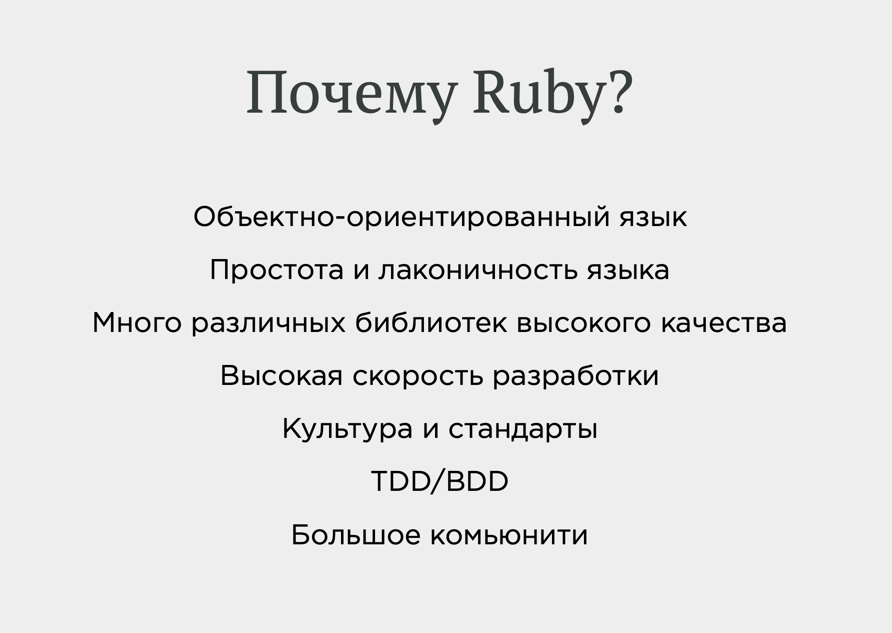 Почему Ruby?
Объектно-ориентированный язык
Простота и лаконичность языка
Много различных библиотек высокого качества
Высокая скорость разработки
Культура и стандарты
TDD/BDD
Большое комьюнити